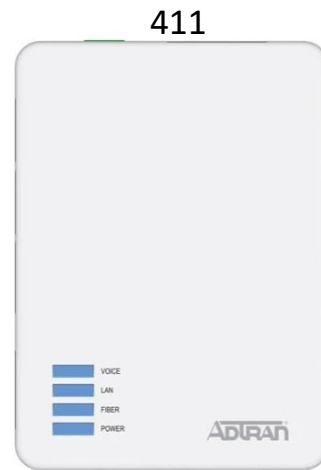 411
VOICE
LAN
FIBER
POWER
ADTRAN